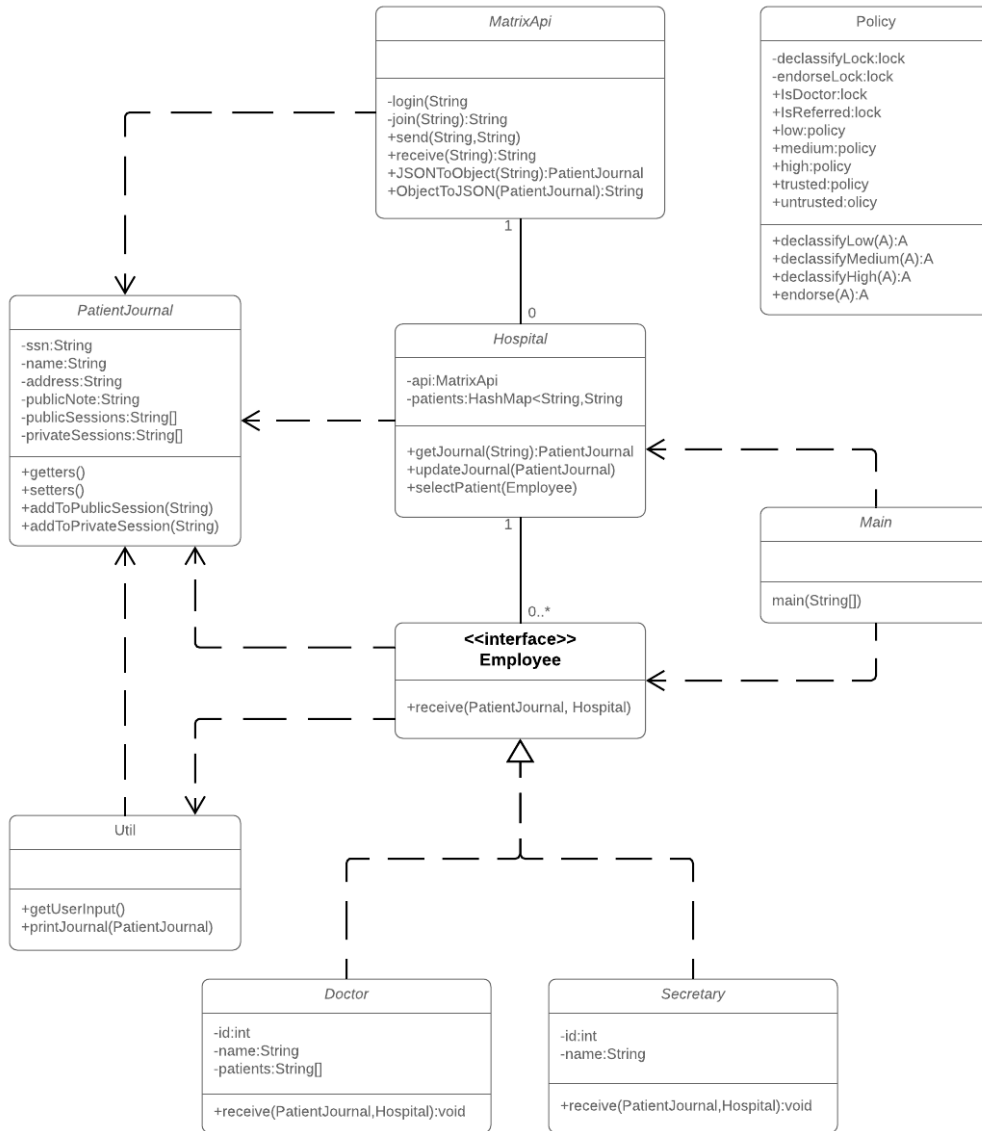 MatrixApi
-login(String
-join(String):String
+send(String,String)
+receive(String):String
+JSONToObject(String):PatientJournal
+ObjectToJSON(PatientJournal):String
Policy
-declassifyLock:lock
-endorseLock:lock
+IsDoctor:lock
+IsReferred:lock
+low:policy
+medium:policy
+high:policy
+trusted:policy
+untrusted:olicy
+declassifyLow(A):A
+declassifyMedium(A):A
+declassifyHigh(A):A
+endorse(A):A
1
0
PatientJournal
-ssn:String
-name:String
-address:String
-publicNote:String
-publicSessions:String[]
-privateSessions:String[]
+getters()
+setters()
+addToPublicSession(String)
+addToPrivateSession(String)
Hospital
-api:MatrixApi
-patients:HashMap<String,String
+getJournal(String):PatientJournal
+updateJournal(PatientJournal)
+selectPatient(Employee)
1
0..*
Main
main(String[])
<<interface>>
Employee
+receive(PatientJournal, Hospital)
Util
+getUserInput()
+printJournal(PatientJournal)
Doctor
-id:int
-name:String
-patients:String[]
+receive(PatientJournal,Hospital):void
Secretary
-id:int
-name:String
+receive(PatientJournal,Hospital):void